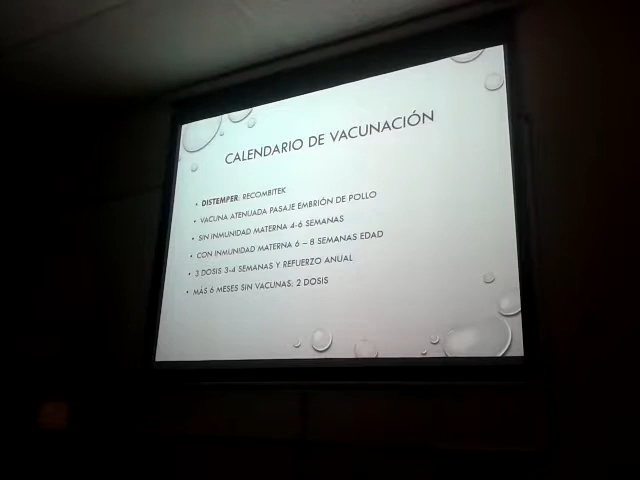 CALENDARIO DE VACUNACIÓN
• DISTEMPER: RECOMBITEK
• VACUNA ATENUADA PASAJE EMBRIÓN DE POLLO
• SIN INMUNIDAD MATERNA 4-6 SEMANAS
• CON INMUNIDAD MATERNA 6 – 8 SEMANAS EDAD
• 3 DOSIS 3-4 SEMANAS Y REFUERZO ANUAL
• MÁS 6 MESES SIN VACUNAS: 2 DOSIS